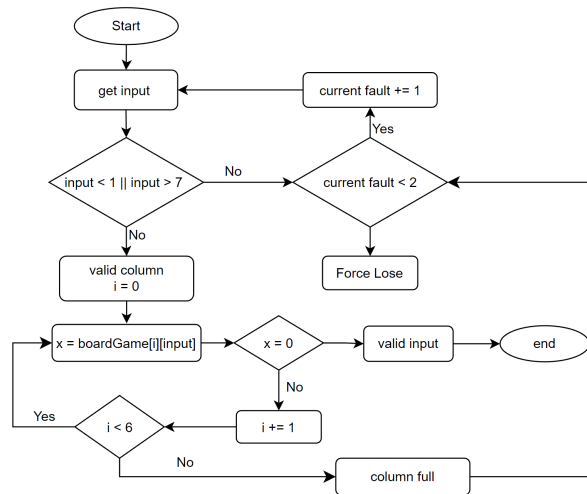 Start
get input
current fault += 1
Yes
input < 1 || input > 7
No
current fault < 2
No
valid column
i = 0
Force Lose
x = boardGame[i][input]
x = 0
valid input
end
No
Yes
i < 6
i += 1
No
column full